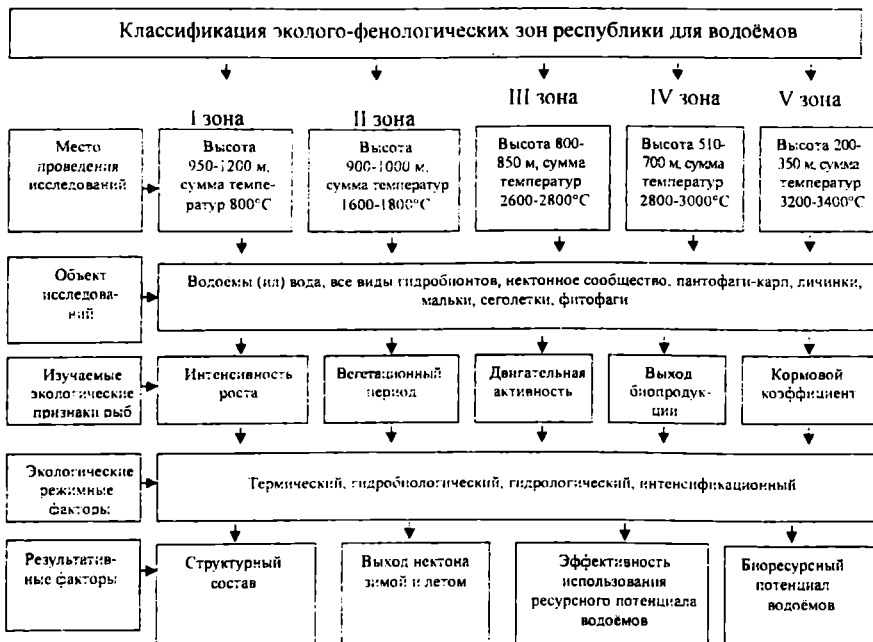 Классификация эколого-фенологических зон республики для водоёмов
I зона
II зона
III зона
IV зона
V зона
Место
проведения
исследований
Высота
950-1200 м,
сумма темпе-
ратур 800°С
Высота
900-1000 м,
сумма температур
1600-1800°С
Высота 800-
850 м, сумма
температур
2600-2800°С
Высота 510-
700 м, сумма
температур
2800-3000°С
Высота 200-
350 м, сумма
температур
3200-3400°С
Объект
исследова-
ний
Водоемы (ил) вода, все виды гидробионтов, нектонное сообщество, пантофаги-карп, личинки,
мальки, сеголетки, фитофаги
Изучаемые
экологические
признаки рыб
Интенсивность
роста
Вегетационный
период
Двигательная
активность
Выход
биопродук-
ции
Кормовой
коэффициент
Экологические
режимные
факторы
Термический, гидробиологический, гидрологический, интенсификационный
Результатив-
ные факторы
Структурный
состав
Выход нектона
зимой и летом
Эффективность
использования
ресурсного потенциала
водоёмов
Биоресурсный
потенциал
водоёмов